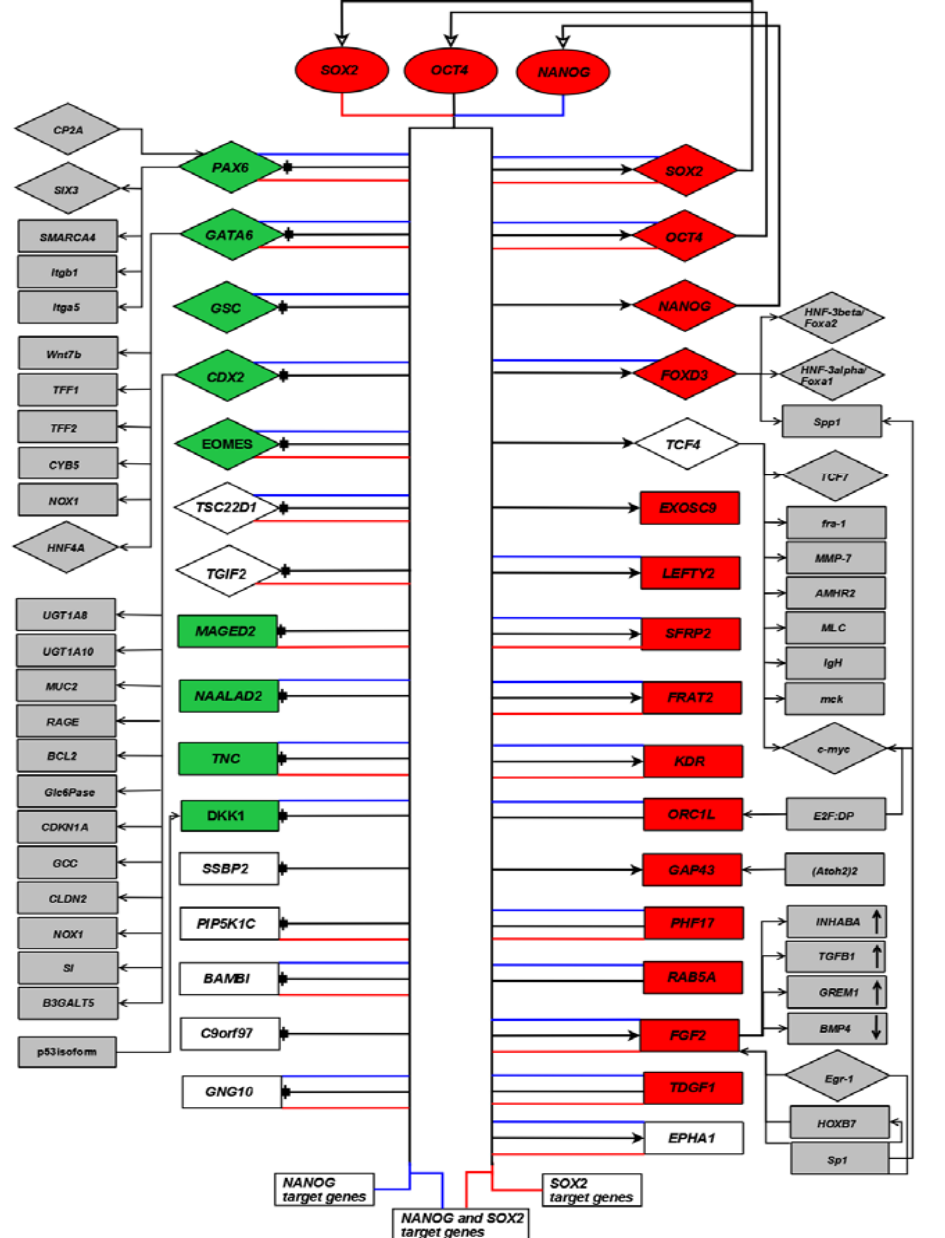 SOX2
OCT4
NANOG
CP2A
SIX3
SMARCA4
Itgb1
Itga5
Wnt7b
TFF1
TFF2
CYB5
NOX1
HNF4A
UGT1A8
UGT1A10
MUC2
RAGE
BCL2
Glc6Pase
CDKN1A
GCC
CLDN2
NOX1
SI
B3GALT5
p53isoform
PAX6
GATA6
GSC
CDX2
EOMES
TSC22D1
TGIF2
MAGED2
NAALAD2
TNC
DKK1
SSBP2
PIP5K1C
BAMBI
C9orf97
GNG10
SOX2
OCT4
NANOG
FOXD3
TCF4
EXOSC9
LEFTY2
SFRP2
FRAT2
KDR
ORC1L
GAP43
PHF17
RAB5A
FGF2
TDGF1
EPHA1
HNF-3beta/
Foxa2
HNF-3alpha/
Foxa1
Spp1
TCF7
fra-1
MMP-7
AMHR2
MLC
IgH
mck
c-myc
E2F:DP
(Atoh2)2
INHABA
TGFB1
GREM1
BMP4
Egr-1
HOXB7
Sp1
NANOG
target genes
NANOG and SOX2
target genes
SOX2
target genes